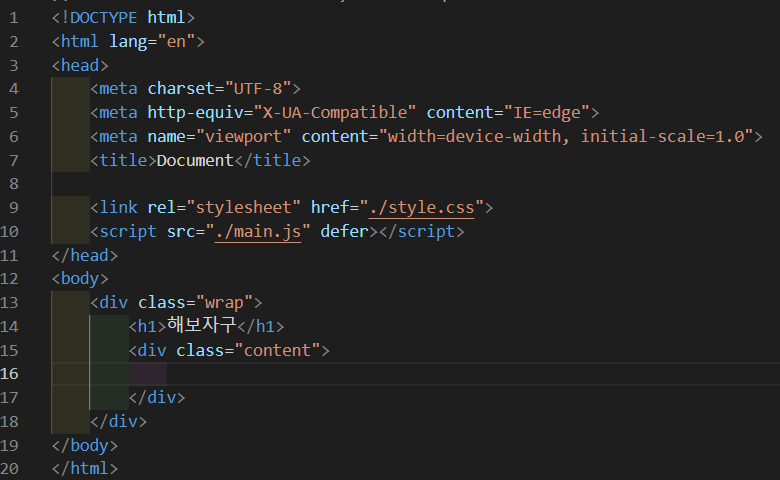 1 <!DOCTYPE html>
2 <html lang="en">
3 <head>
4     <meta charset="UTF-8">
5     <meta http-equiv="X-UA-Compatible" content="IE=edge">
6     <meta name="viewport" content="width=device-width, initial-scale=1.0">
7     <title>Document</title>
8
9     <link rel="stylesheet" href="./style.css">
10     <script src="./main.js" defer></script>
11 </head>
12 <body>
13     <div class="wrap">
14         <h1>해보자구</h1>
15         <div class="content">
16
17         </div>
18     </div>
19 </body>
20 </html>